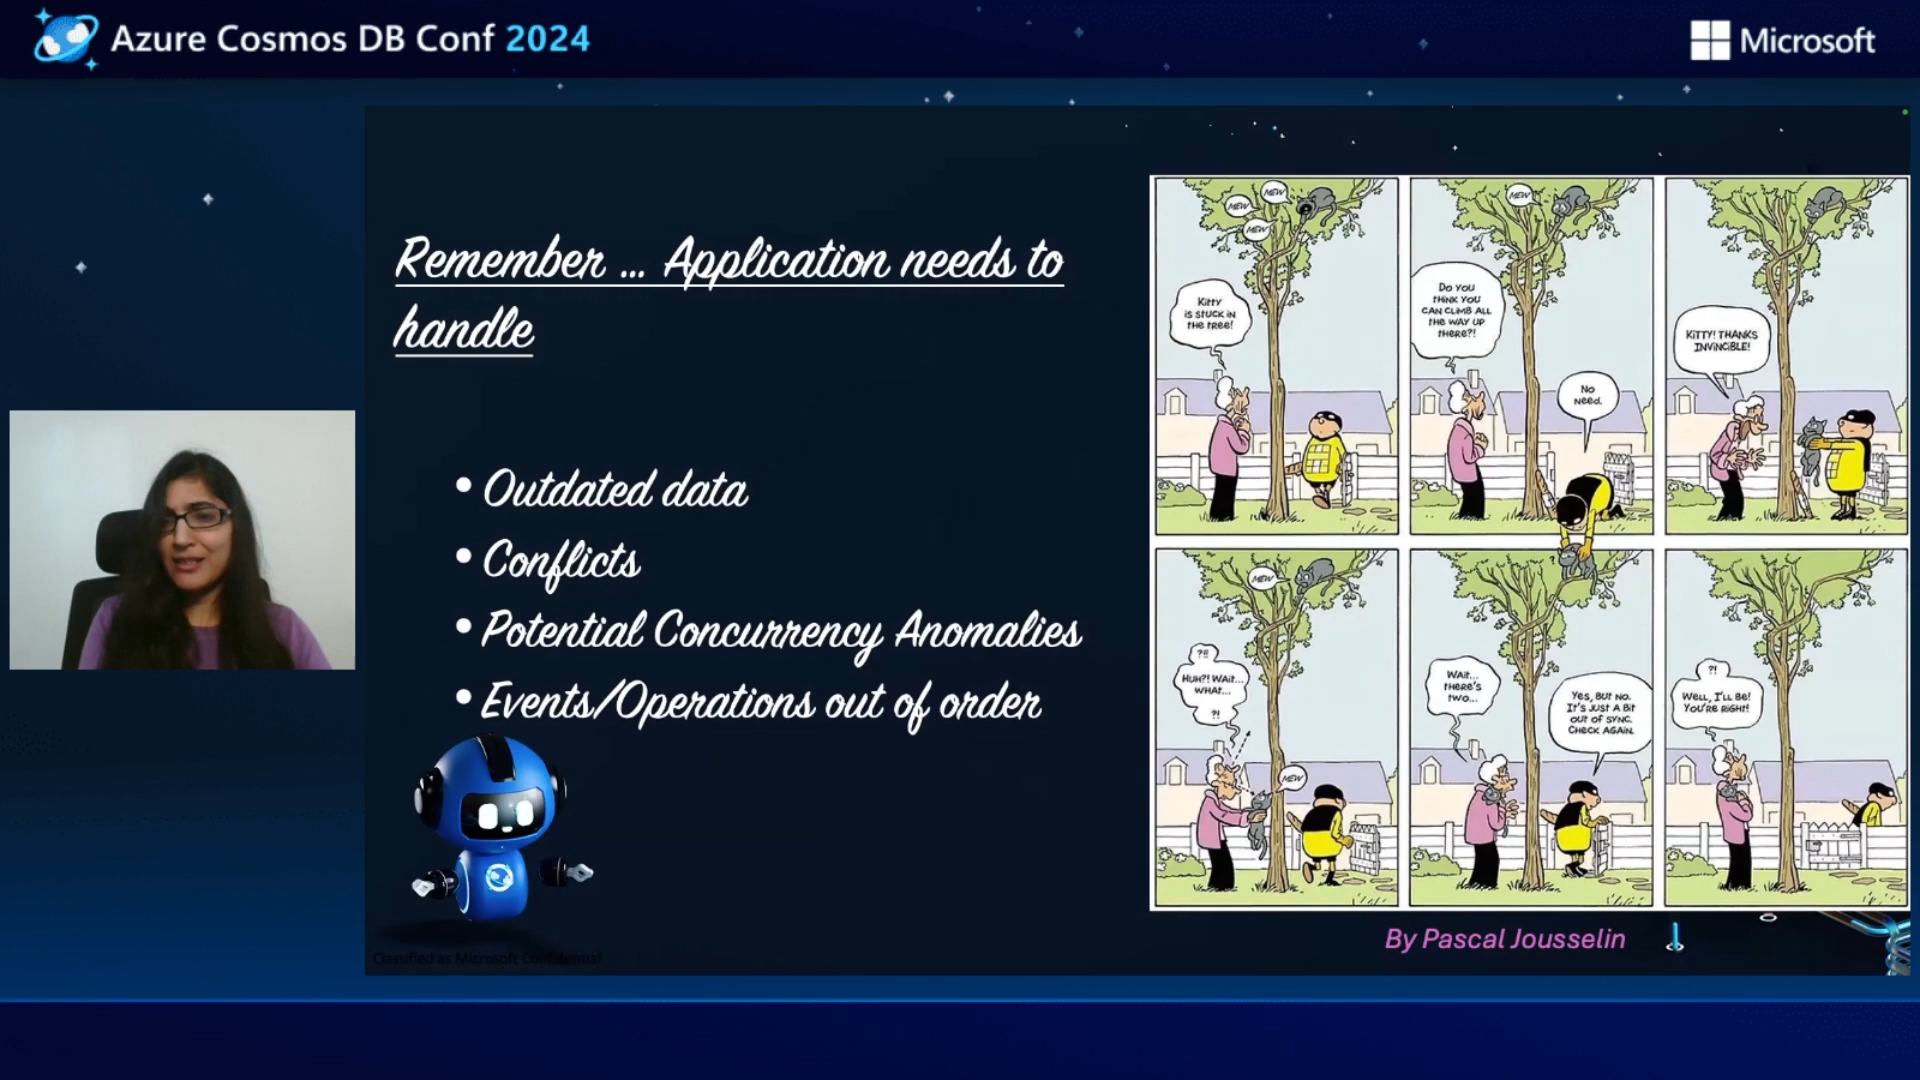 Azure Cosmos DB Conf 2024
Microsoft
Remember ... Application needs to
handle
• Outdated data
• Conflicts
• Potential Concurrency Anomalies
• Events/Operations out of order
MEW
MEW
MEW
KITTY
IS STUCK IN
THE TREE!
MEW
DO YOU
THINK YOU
CAN CLIMB ALL
THE WAY UP
THERE?!
NO
NEED.
KITTY! THANKS
INVINCIBLE!
MEW
?!!
HUH?! WAIT...
WHAT...
?!
MEW
WAIT...
THERE'S
TWO...
YES, BUT NO.
IT'S JUST A BIT
OUT OF SYNC.
CHECK AGAIN.
?!
WELL, I'LL BE!
YOU'RE RIGHT!
By Pascal Jousselin
Classified as Microsoft Confidential